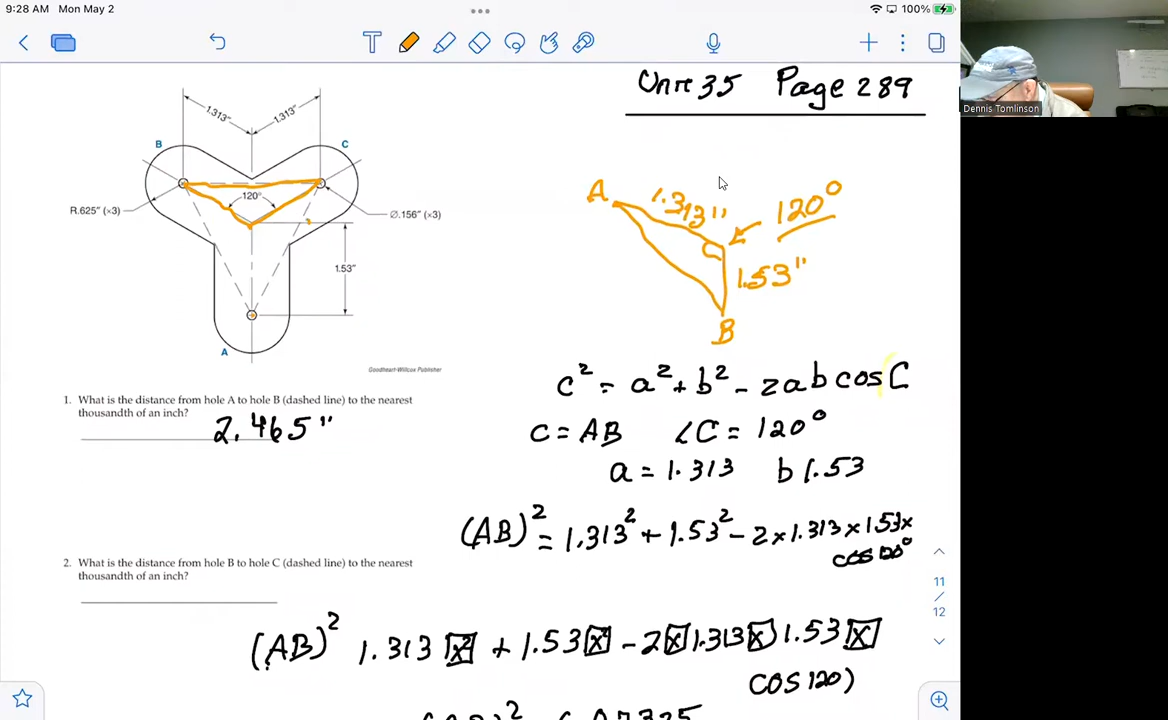 9:28 AM Mon May 2
100%
T
Dennis Tomlinson
Unit 35 Page 289
1.313" 1.313"
B C
120°
R.625" (×3)
Ø.156" (×3)
1.53"
A
Goodheart-Willcox Publisher
A 1.313" 120°
1.53"
B
c² = a² + b² - 2ab cos C
c = AB ∠C = 120°
a = 1.313 b 1.53
(AB)² = 1.313² + 1.53² - 2 × 1.313 × 1.53 ×
cos 120°
1. What is the distance from hole A to hole B (dashed line) to the nearest
thousandth of an inch?
2.465"
2. What is the distance from hole B to hole C (dashed line) to the nearest
thousandth of an inch?
11
/
12
(AB)² 1.313 x² + 1.53 x² - 2 x 1.313 x 1.53 x
COS 120)